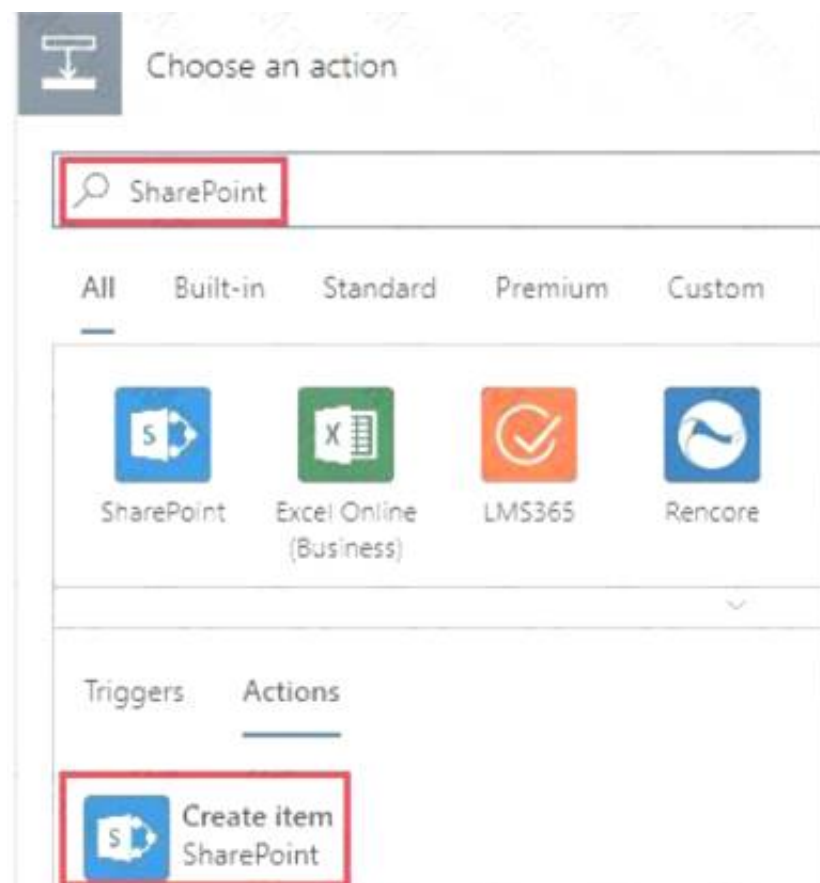 Choose an action
SharePoint
All Built-in Standard Premium Custom
SharePoint Excel Online (Business) LMS365 Rencore
Triggers Actions
Create item
SharePoint